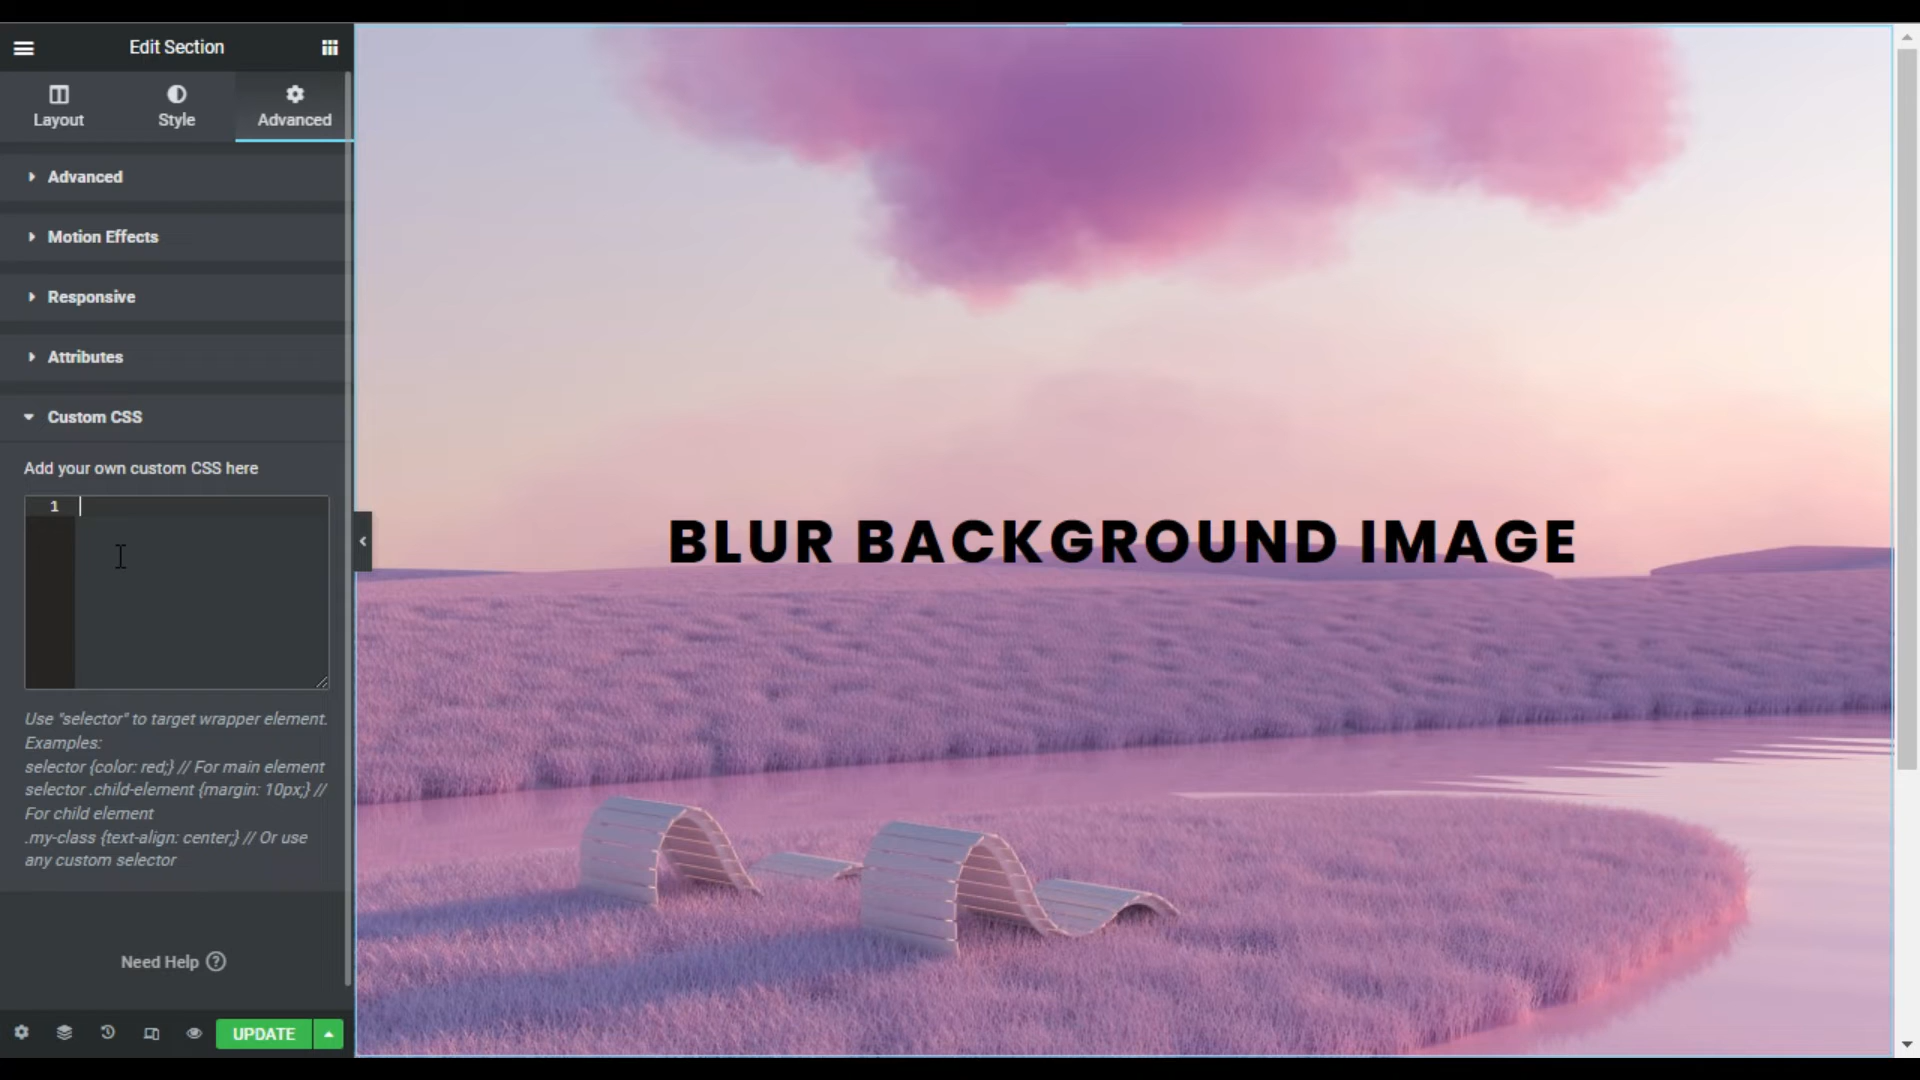 Edit Section
Layout
Style
Advanced
Advanced
Motion Effects
Responsive
Attributes
Custom CSS
Add your own custom CSS here
1
Use "selector" to target wrapper element.
Examples:
selector {color: red;} // For main element
selector .child-element {margin: 10px;} //
For child element
.my-class {text-align: center;} // Or use
any custom selector
Need Help ?
UPDATE
BLUR BACKGROUND IMAGE